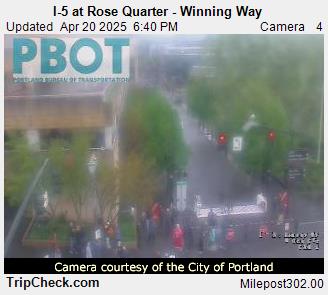 I-5 at Rose Quarter - Winning Way
Updated Apr 20 2025 6:40 PM Camera 4
PBOT
PORTLAND BUREAU OF TRANSPORTATION
Camera courtesy of the City of Portland
TripCheck.com Milepost302.00